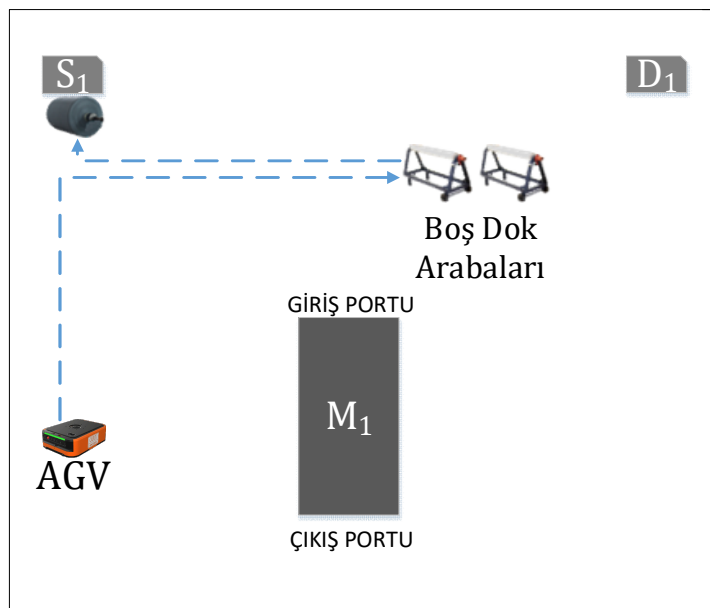 S₁
D₁
Boş Dok
Arabaları
GİRİŞ PORTU
M₁
AGV
ÇIKIŞ PORTU